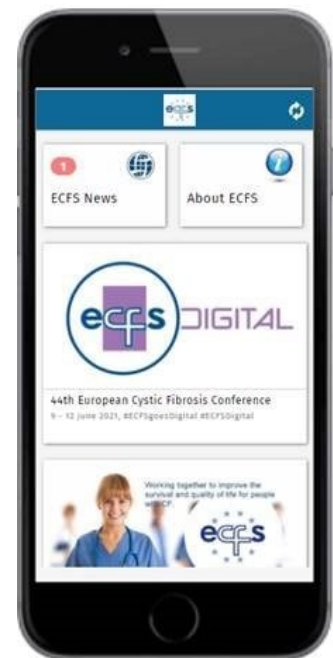 ecfs
1
ECFS News
About ECFS
ecfs DIGITAL
44th European Cystic Fibrosis Conference
9 - 12 June 2021, #ECFSgoesDigital #ECFSDigital
Working together to improve the
survival and quality of life for people
with CF.
ecfs